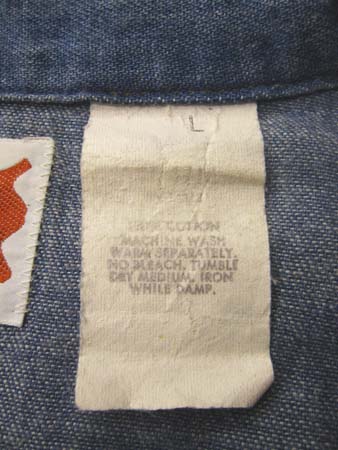 L
100% COTTON
MACHINE WASH
WARM SEPARATELY.
NO BLEACH. TUMBLE
DRY MEDIUM. IRON
WHILE DAMP.